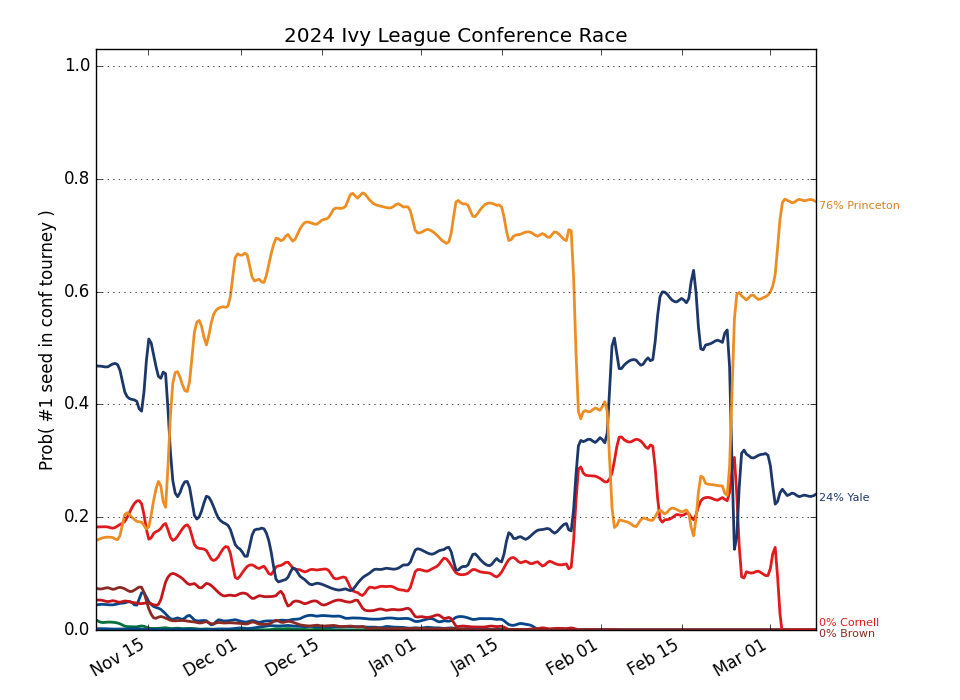 2024 Ivy League Conference Race
Prob( #1 seed in conf tourney )
1.0
0.8
0.6
0.4
0.2
0.0
76% Princeton
24% Yale
0% Cornell
0% Brown
Nov 15
Dec 01
Dec 15
Jan 01
Jan 15
Feb 01
Feb 15
Mar 01